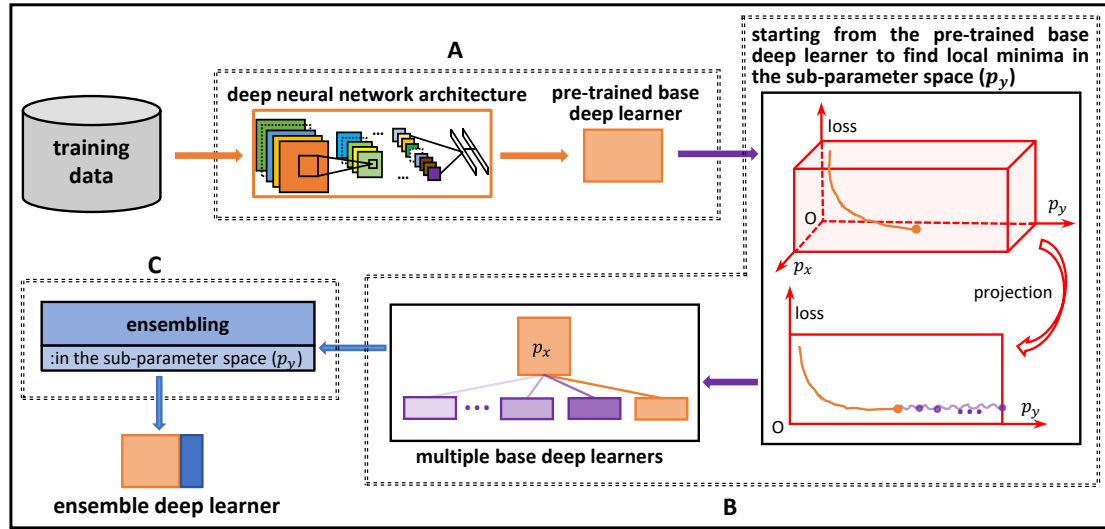 A
training
data
deep neural network architecture
pre-trained base
deep learner
starting from the pre-trained base
deep learner to find local minima in
the sub-parameter space (p_y)
loss
O
p_y
p_x
projection
loss
O
p_y
B
p_x
multiple base deep learners
C
ensembling
:in the sub-parameter space (p_y)
ensemble deep learner